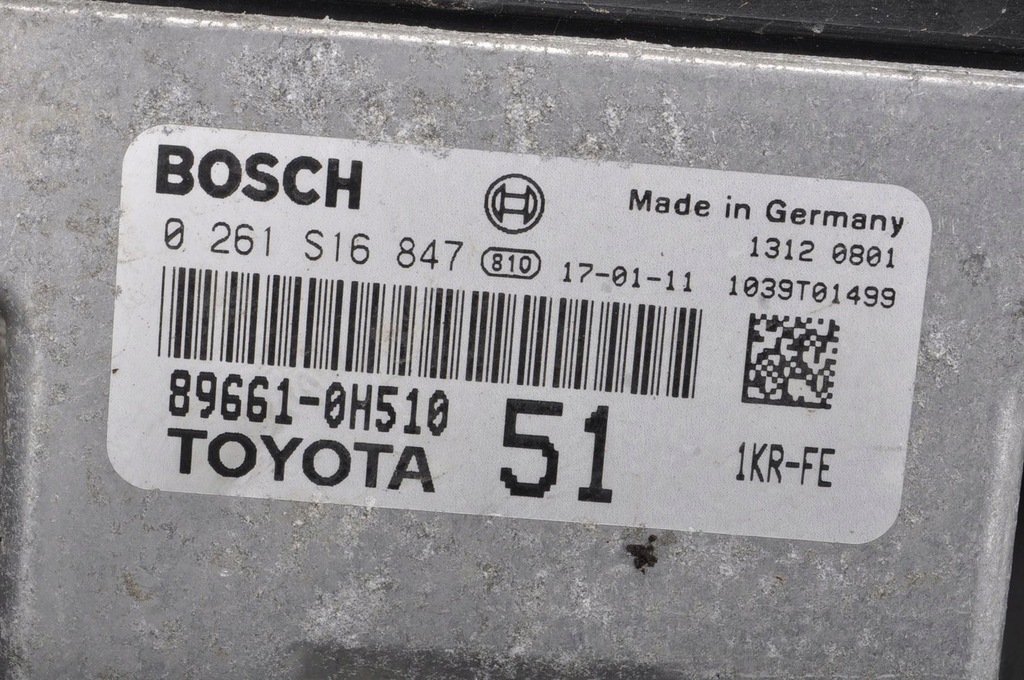 BOSCH
Made in Germany
0 261 S16 847 810 17-01-11
1312 0801
1039T01499
89661-0H510
TOYOTA
51
1KR-FE